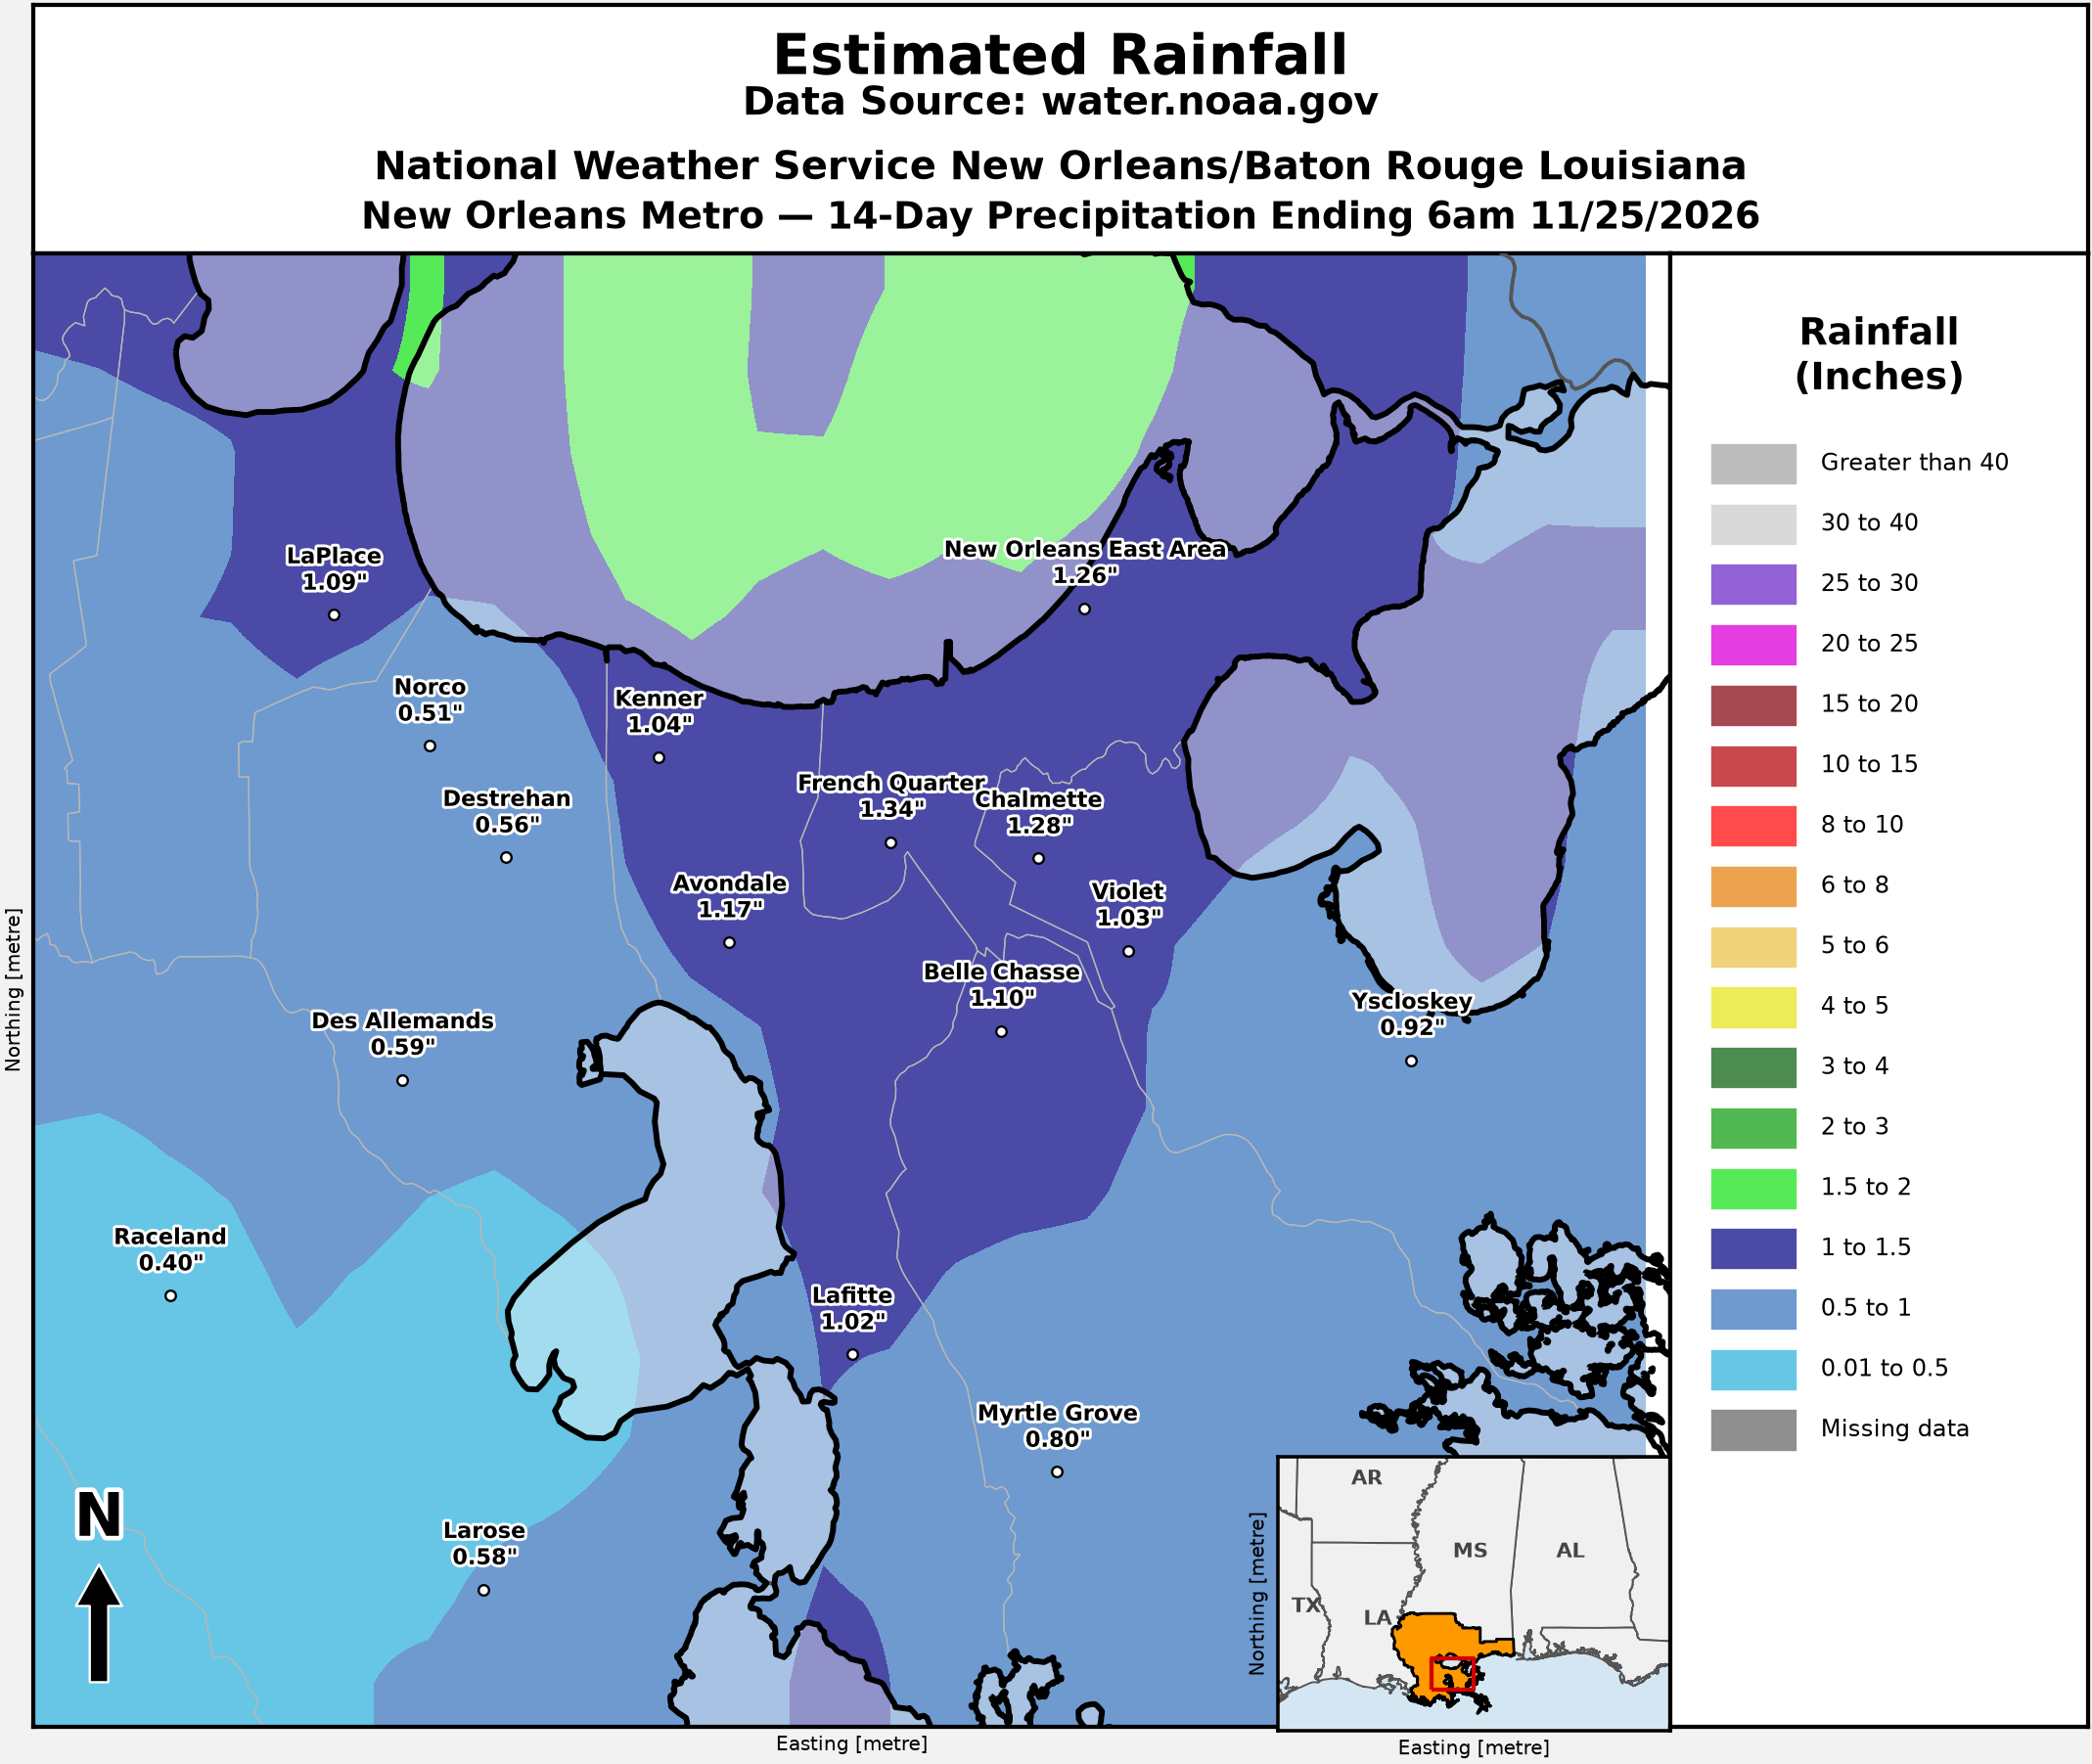 Estimated Rainfall
Data Source: water.noaa.gov
National Weather Service New Orleans/Baton Rouge Louisiana
New Orleans Metro — 14-Day Precipitation Ending 6am 11/25/2026
Rainfall
(Inches)
Greater than 40
30 to 40
25 to 30
20 to 25
15 to 20
10 to 15
8 to 10
6 to 8
5 to 6
4 to 5
3 to 4
2 to 3
1.5 to 2
1 to 1.5
0.5 to 1
0.01 to 0.5
Missing data
LaPlace
1.09"
New Orleans East Area
1.26"
Norco
0.51"
Kenner
1.04"
Destrehan
0.56"
French Quarter
1.34"
Chalmette
1.28"
Avondale
1.17"
Violet
1.03"
Belle Chasse
1.10"
Yscloskey
0.92"
Des Allemands
0.59"
Raceland
0.40"
Lafitte
1.02"
Myrtle Grove
0.80"
Larose
0.58"
N
AR
MS
AL
TX
LA
Northing [metre]
Easting [metre]
Northing [metre]
Easting [metre]